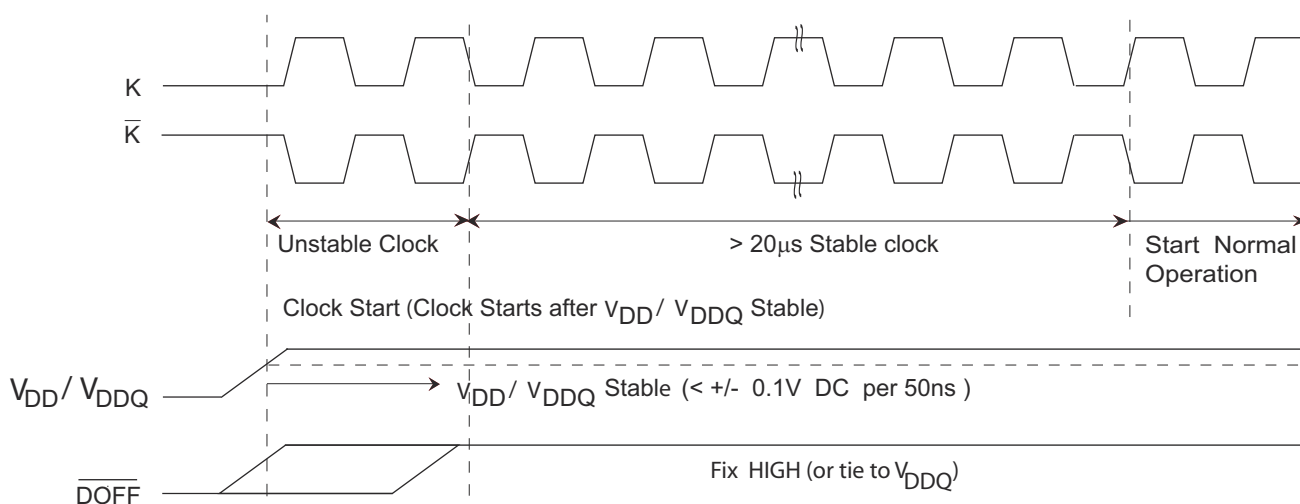 K
K̅
Unstable Clock
> 20μs Stable clock
Start Normal
Operation
Clock Start (Clock Starts after VDD/ VDDQ Stable)
VDD/ VDDQ
VDD/ VDDQ Stable (< +/- 0.1V DC per 50ns )
Fix HIGH (or tie to VDDQ)
D̅O̅F̅F̅